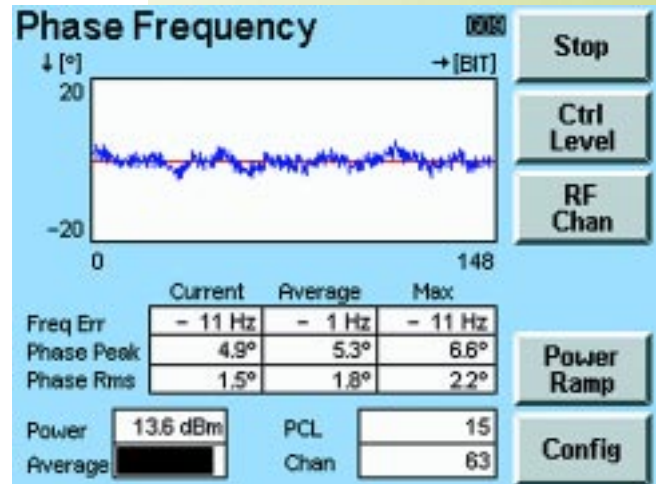 Phase Frequency G09
↓ [°] → [BIT]
20
-20
0 148
Current Average Max
Freq Err - 11 Hz - 1 Hz - 11 Hz
Phase Peak 4.9° 5.3° 6.6°
Phase Rms 1.5° 1.8° 2.2°
Power 13.6 dBm PCL 15
Average Chan 63
Stop
Ctrl
Level
RF
Chan
Power
Ramp
Config